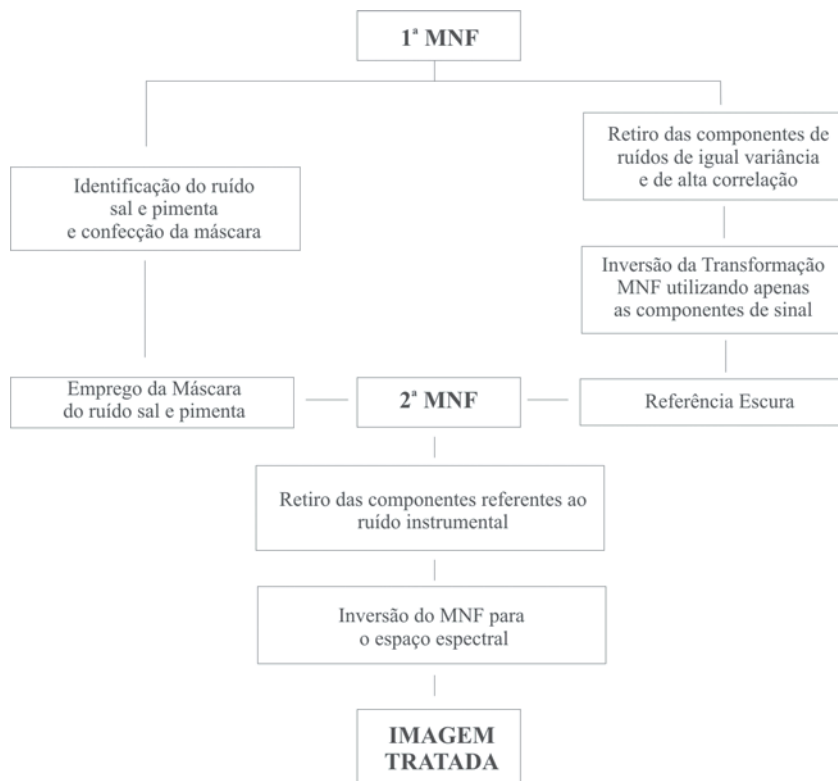 1ª MNF
Identificação do ruído
sal e pimenta
e confecção da máscara
Retiro das componentes de
ruídos de igual variância
e de alta correlação
Inversão da Transformação
MNF utilizando apenas
as componentes de sinal
Emprego da Máscara
do ruído sal e pimenta
2ª MNF
Referência Escura
Retiro das componentes referentes ao
ruído instrumental
Inversão do MNF para
o espaço espectral
IMAGEM
TRATADA